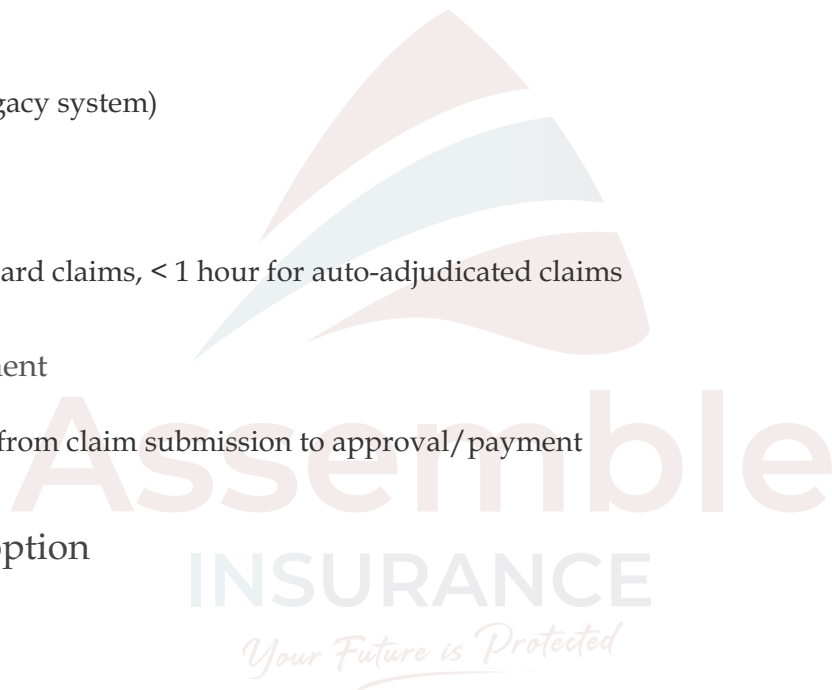 gacy system)
ard claims, < 1 hour for auto-adjudicated claims
ent
from claim submission to approval/payment
Assemble
ption
INSURANCE
Your Future is Protected